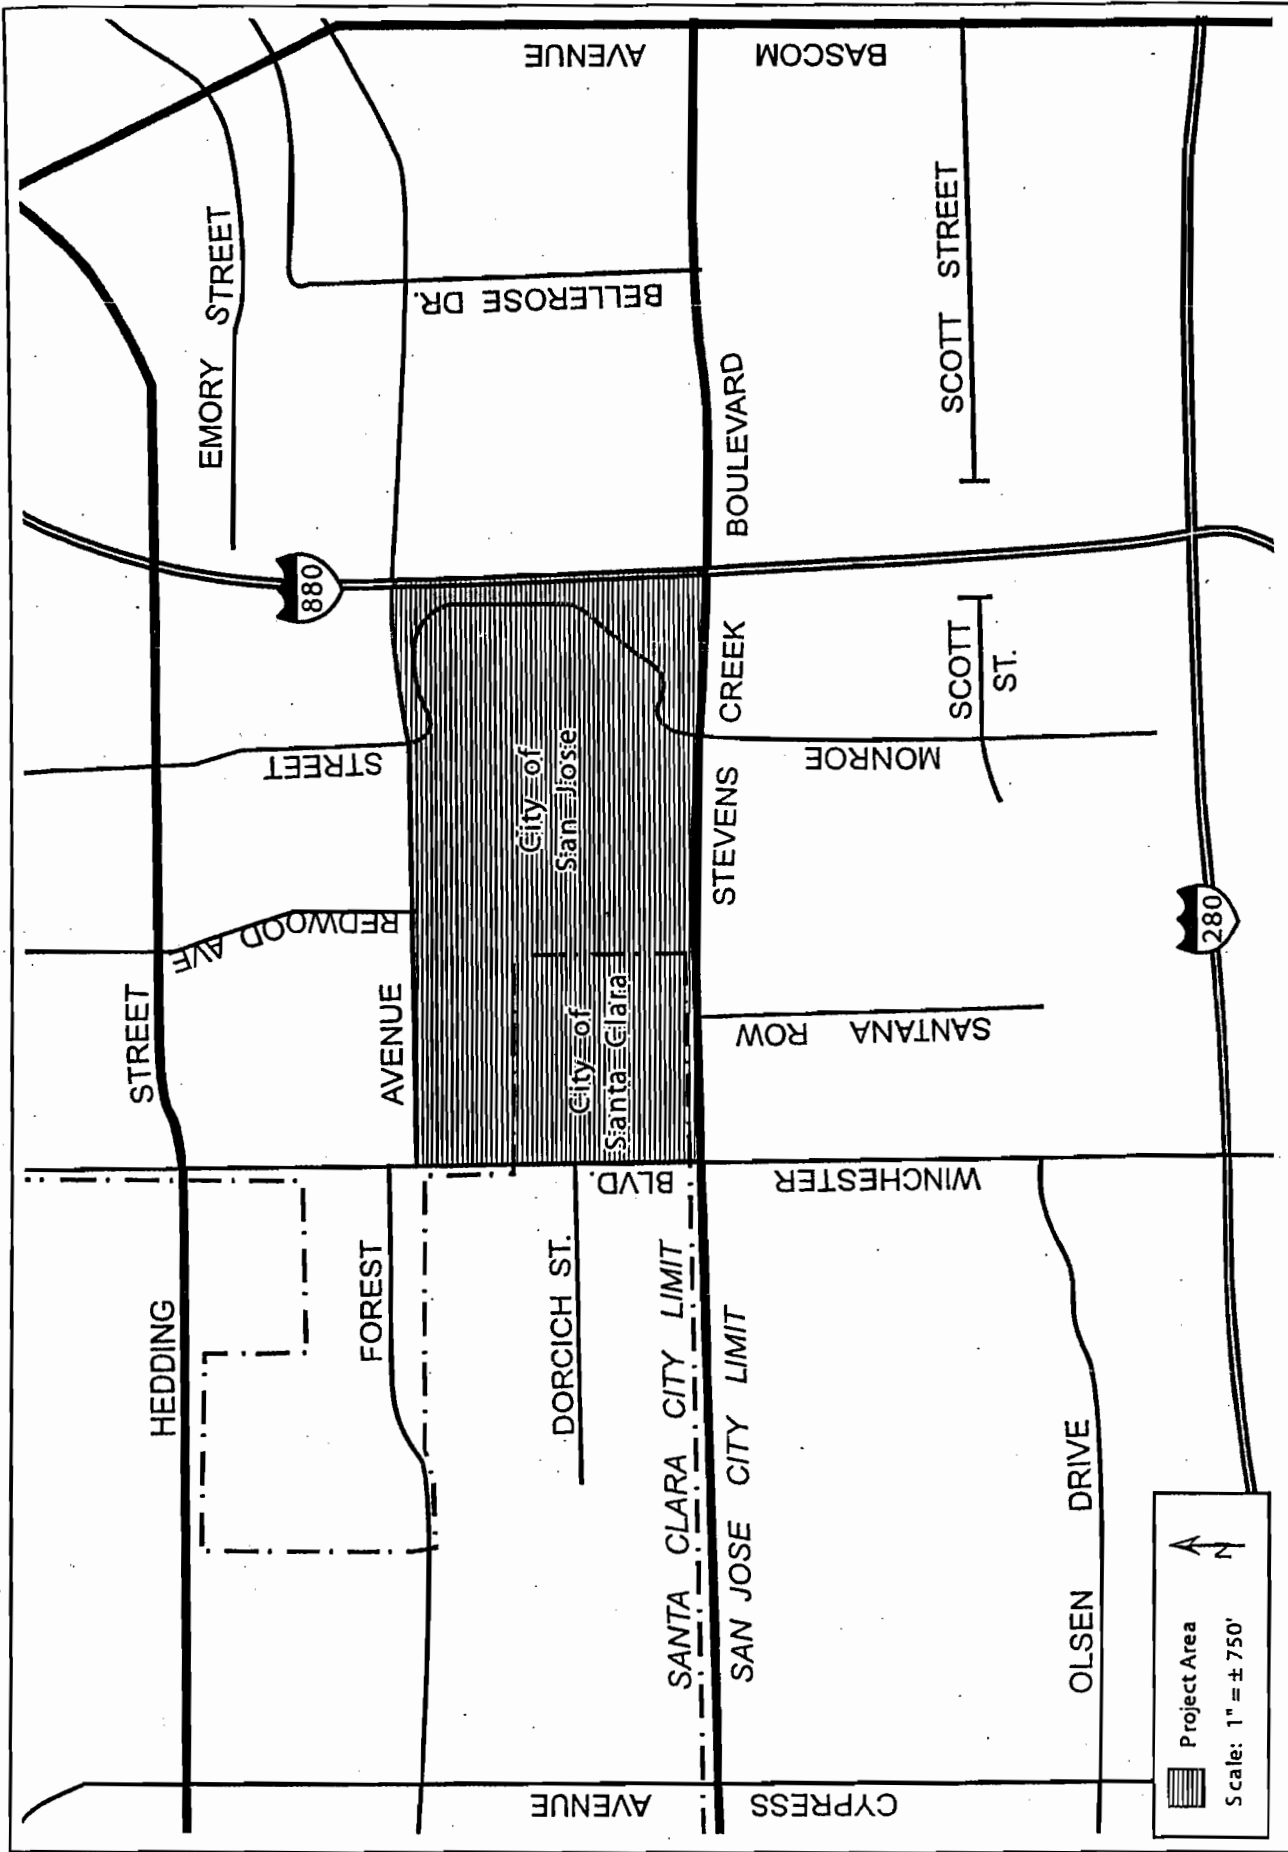 HEDDING STREET
EMORY STREET
880
FOREST AVENUE
REDWOOD AVE
STREET
MONROE
BELLEROSE DR.
AVENUE
BASCOM
City of
San Jose
City of
Santa Clara
DORCICH ST.
BLVD.
WINCHESTER
SANTA CLARA CITY LIMIT
SAN JOSE CITY LIMIT
STEVENS CREEK BOULEVARD
SANTANA ROW
SCOTT
ST.
SCOTT STREET
AVENUE
CYPRESS
OLSEN DRIVE
280
Project Area
N
Scale: 1" = ± 750'